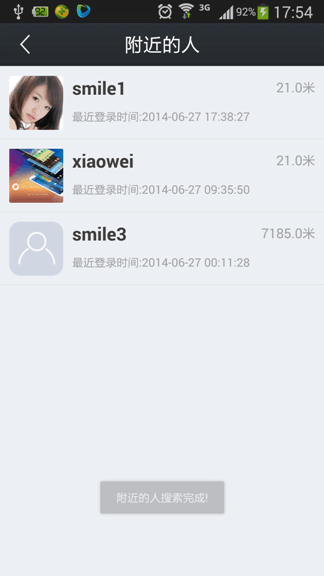 82 3G 92% 17:54
附近的人
smile1 21.0米
最近登录时间:2014-06-27 17:38:27
xiaowei 21.0米
最近登录时间:2014-06-27 09:35:50
smile3 7185.0米
最近登录时间:2014-06-27 00:11:28
附近的人搜索完成!